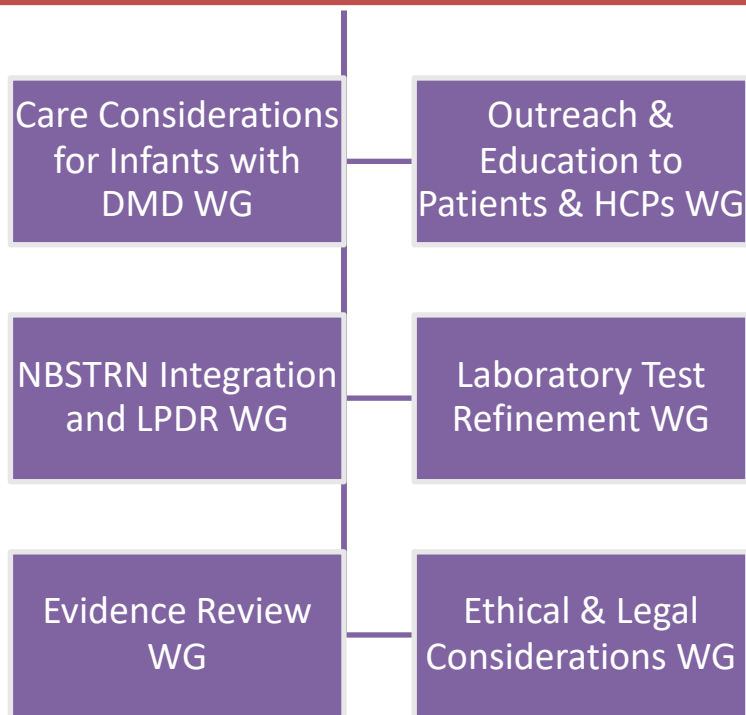 Care Considerations
for Infants with
DMD WG
Outreach &
Education to
Patients & HCPs WG
NBSTRN Integration
and LPDR WG
Laboratory Test
Refinement WG
Evidence Review
WG
Ethical & Legal
Considerations WG